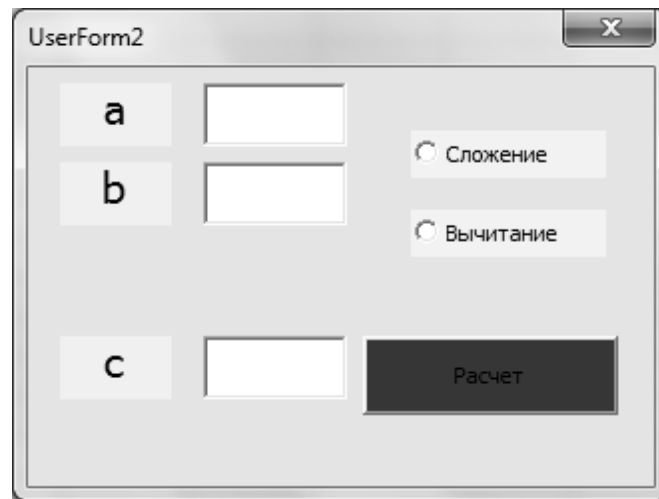 UserForm2
a
Сложение
b
Вычитание
c
Расчет